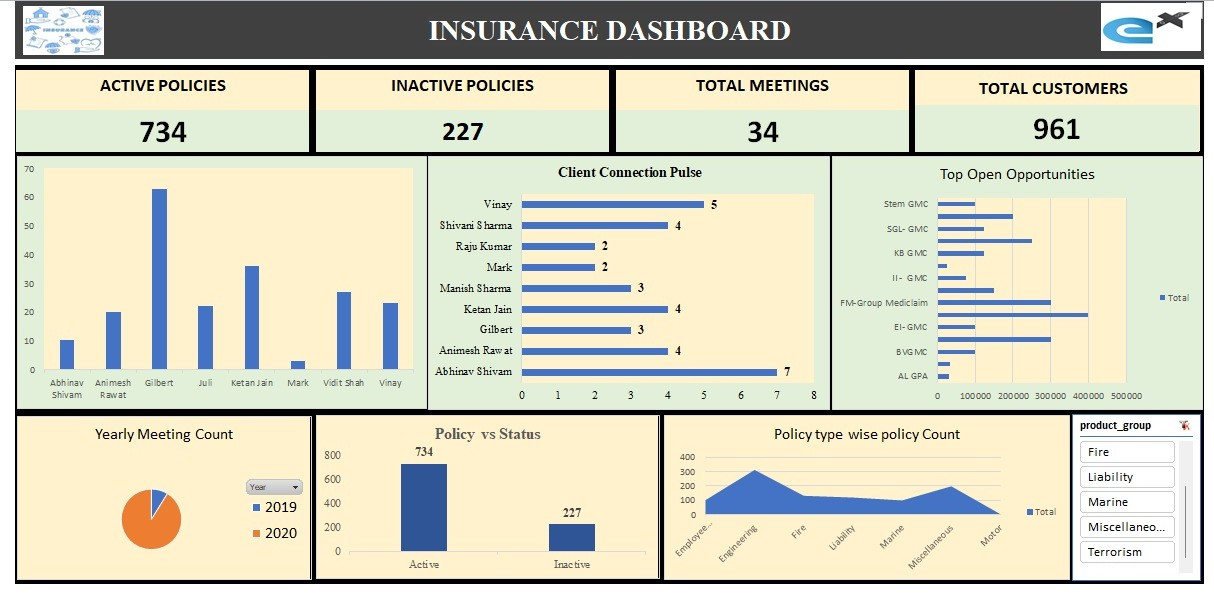 INSURANCE
INSURANCE DASHBOARD
ACTIVE POLICIES
734
INACTIVE POLICIES
227
TOTAL MEETINGS
34
TOTAL CUSTOMERS
961
70
60
50
40
30
20
10
0
Abhinav Shivam
Animesh Rawat
Gilbert
Juli
Ketan Jain
Mark
Vidit Shah
Vinay
Client Connection Pulse
Vinay 5
Shivani Sharma 4
Raju Kumar 2
Mark 2
Manish Sharma 3
Ketan Jain 4
Gilbert 3
Animesh Rawat 4
Abhinav Shivam 7
0 1 2 3 4 5 6 7 8
Top Open Opportunities
Stem GMC
SGL- GMC
KB GMC
II- GMC
FM-Group Mediclaim
EI- GMC
BVGMC
AL GPA
0 100000 200000 300000 400000 500000
Total
Yearly Meeting Count
Year
2019
2020
Policy vs Status
800
600
400
200
0
734
227
Active Inactive
Policy type wise policy Count
400
300
200
100
0
Employee...
Engineering
Fire
Liability
Marine
Miscellaneous
Motor
Total
product_group
Fire
Liability
Marine
Miscellaneo...
Terrorism